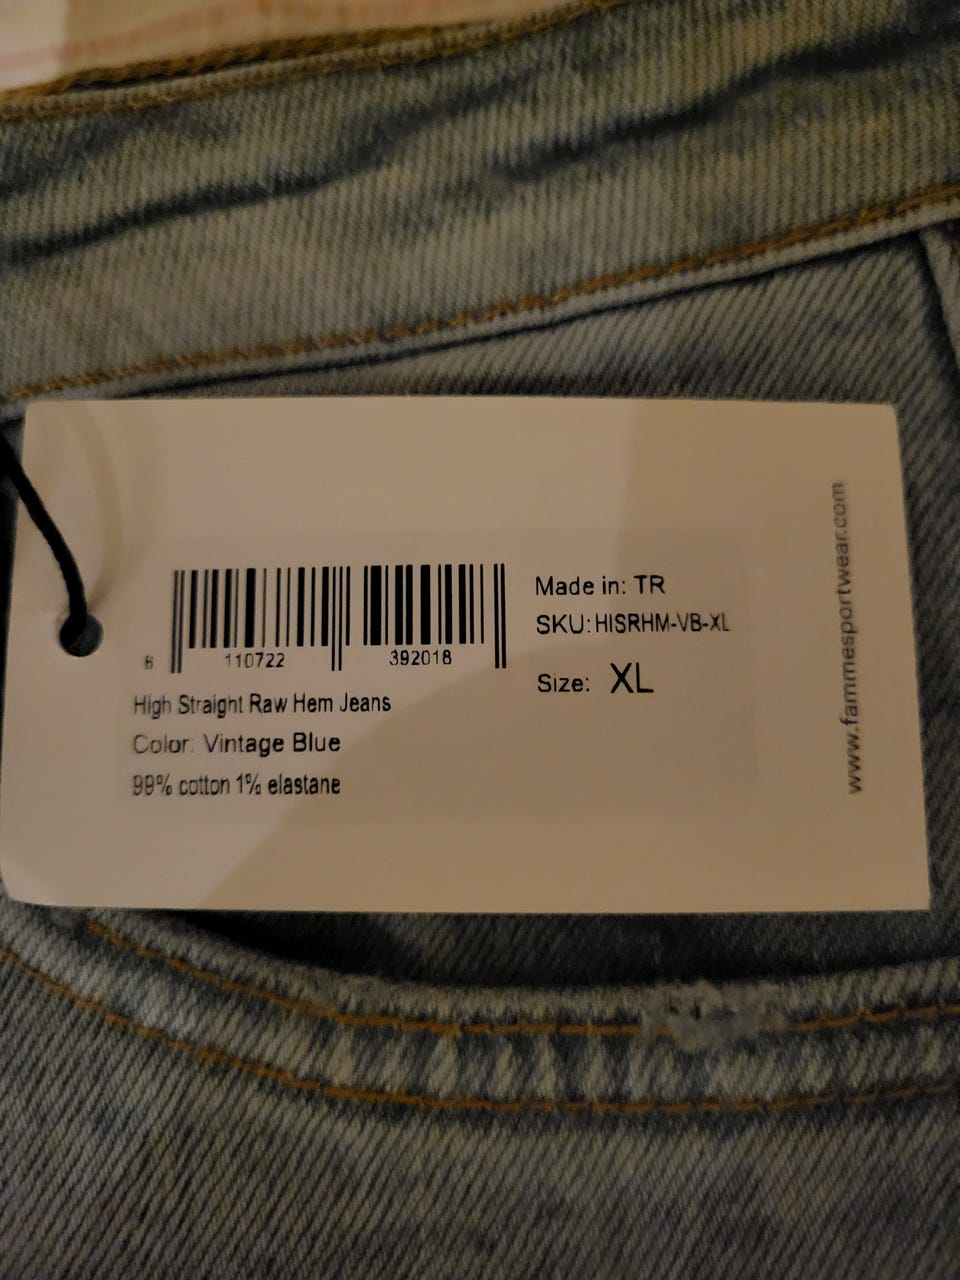 6 110722 392018
High Straight Raw Hem Jeans
Color: Vintage Blue
99% cotton 1% elastane
Made in: TR
SKU: HISRHM-VB-XL
Size: XL
www.fammesportwear.com